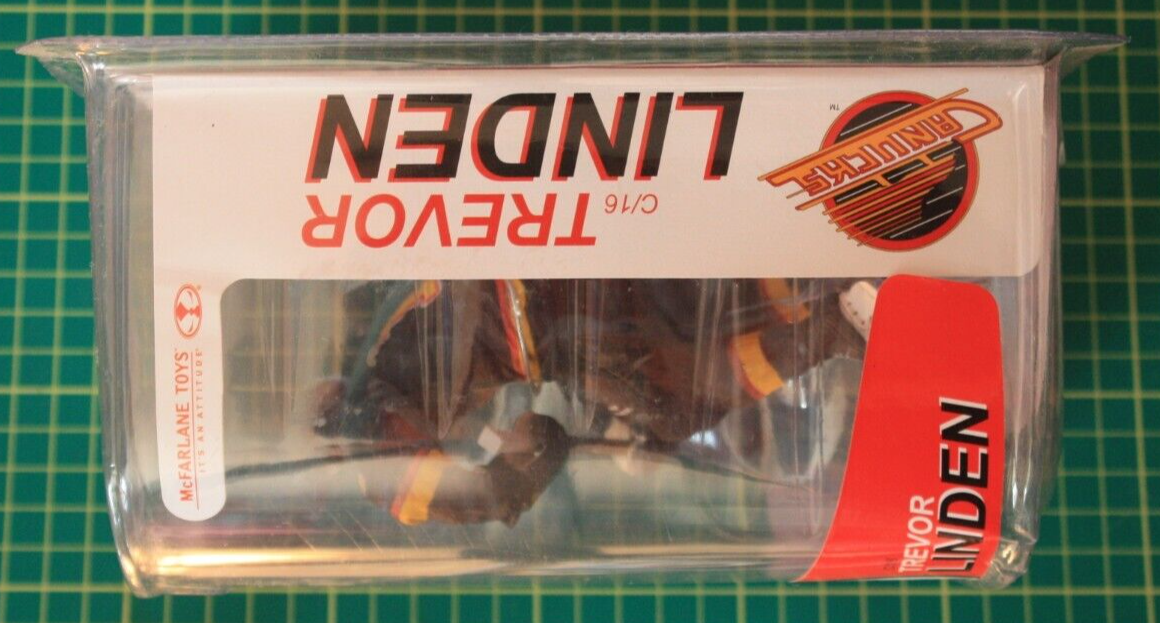 CANUCKS
TM
C/16
TREVOR
LINDEN
McFARLANE TOYS®
IT'S AN ATTITUDE®
TREVOR
LINDEN